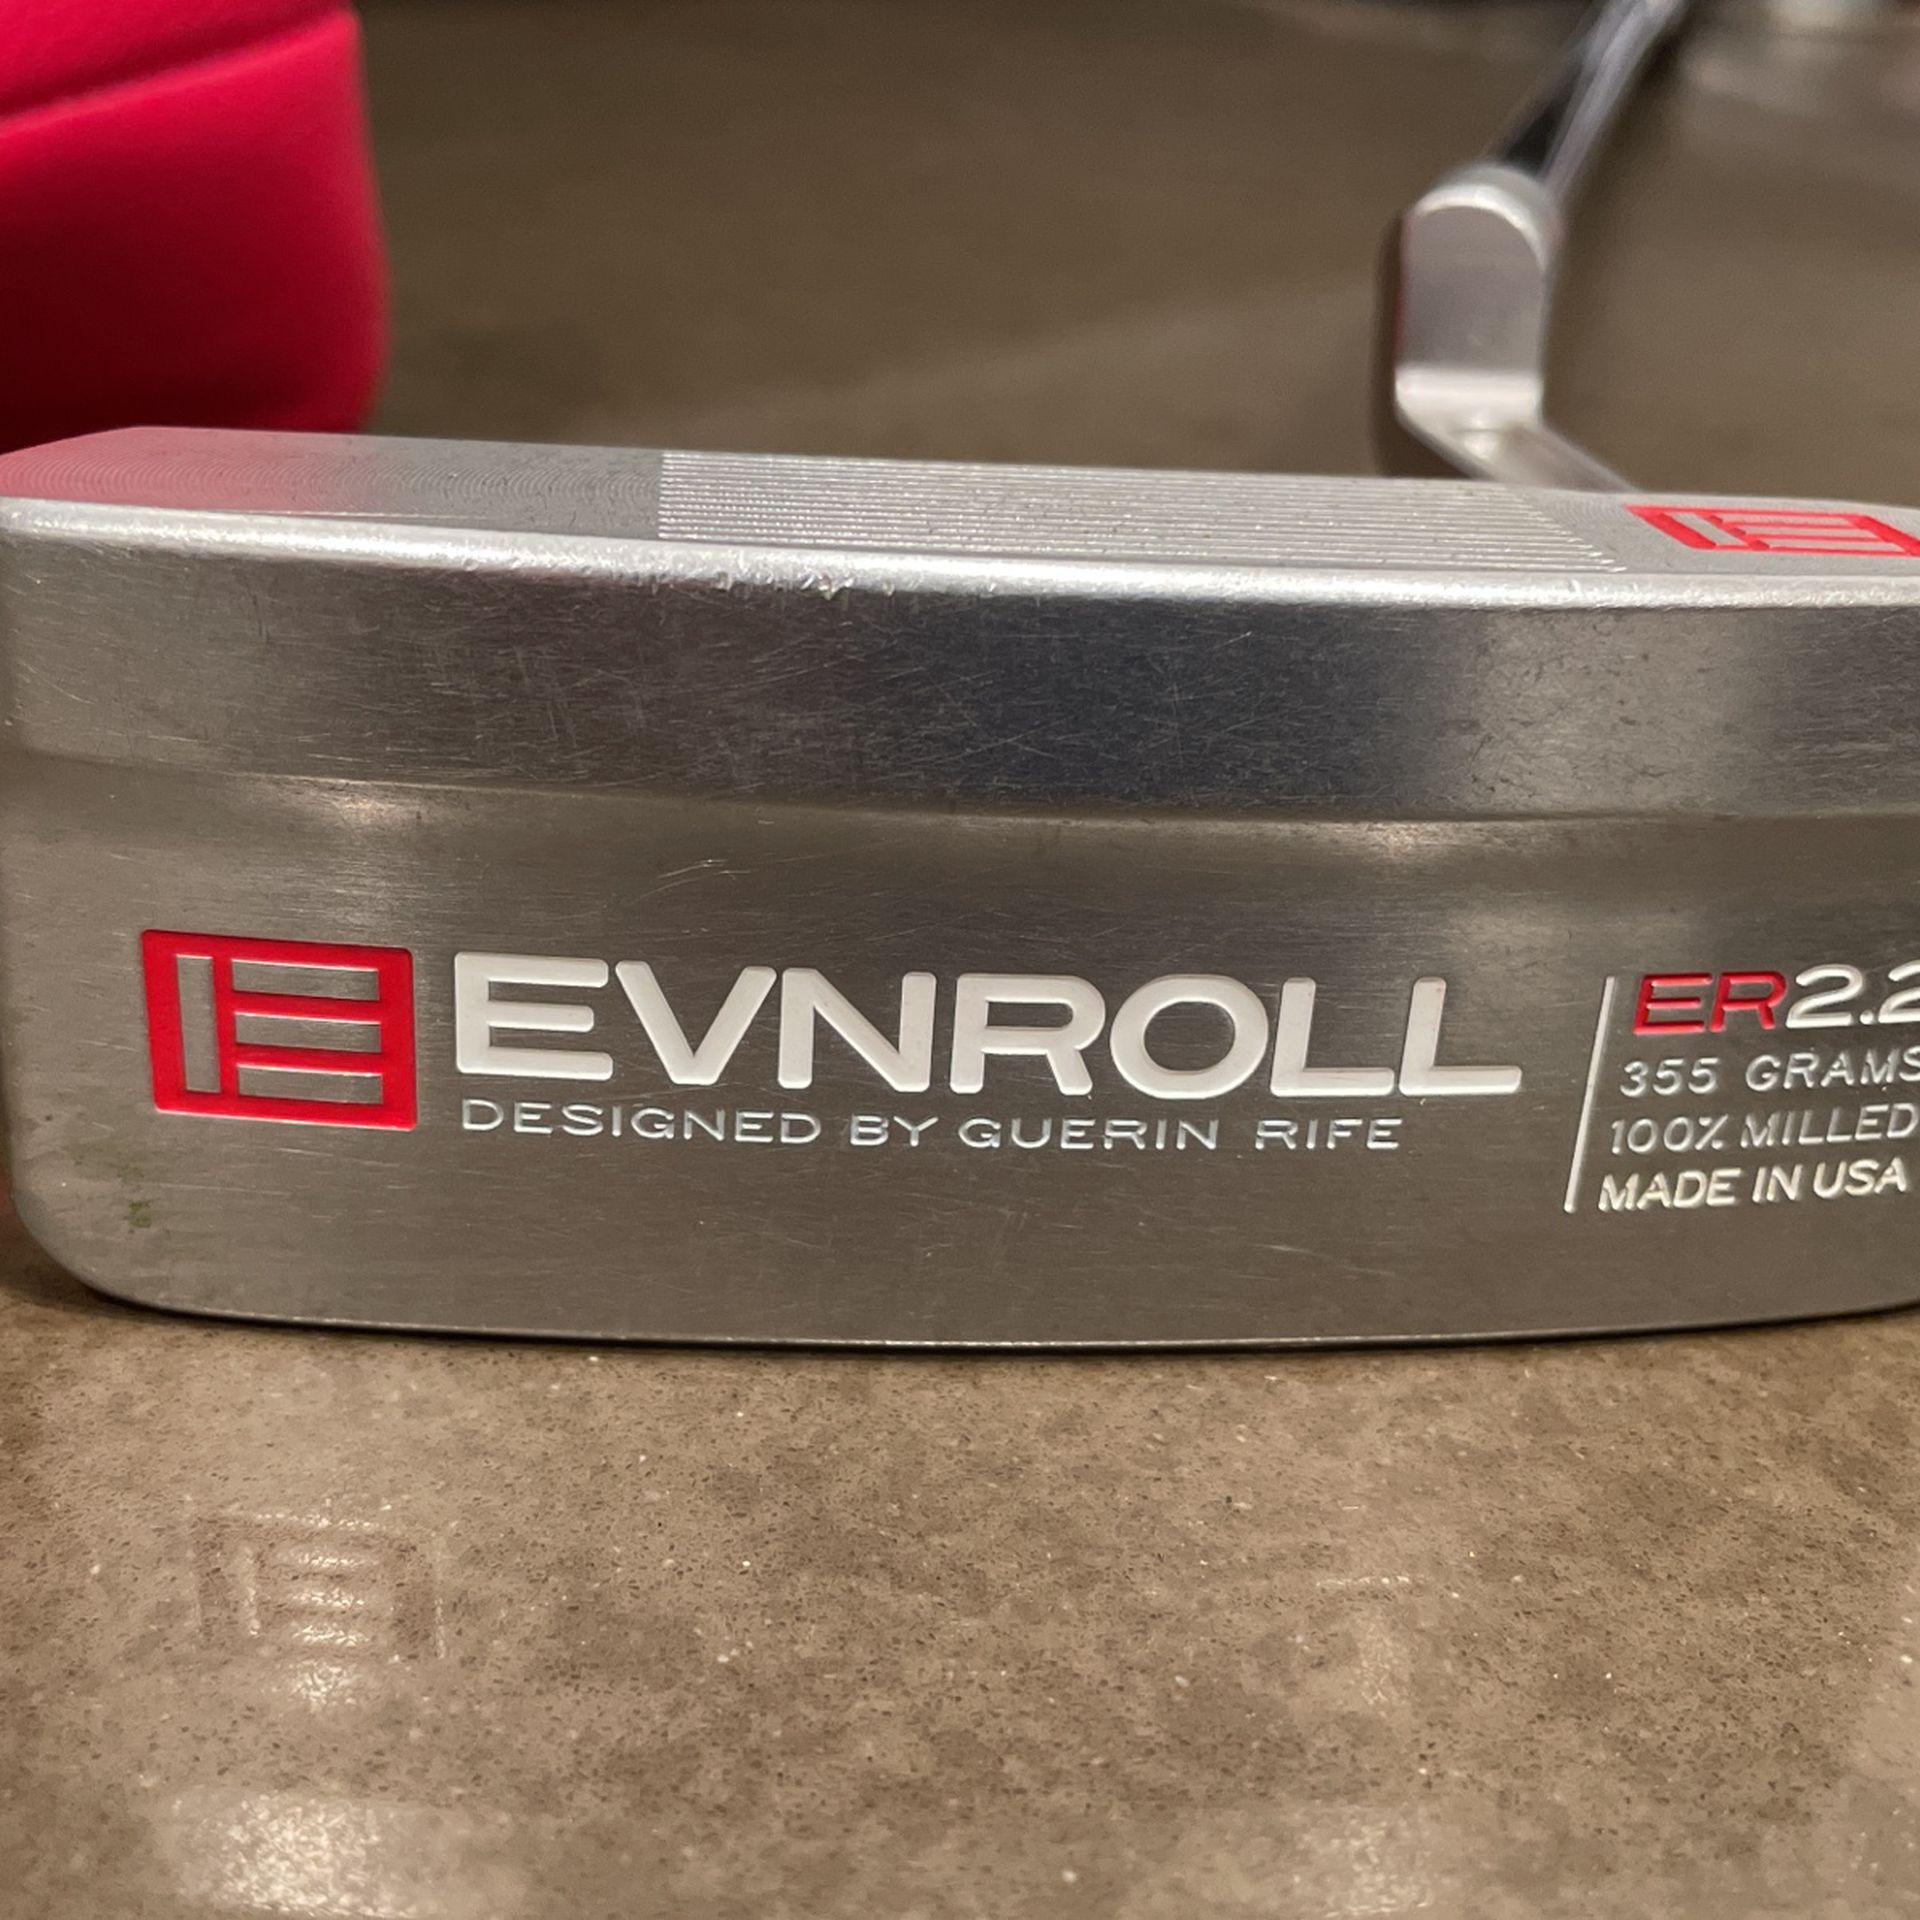 EVNROLL
DESIGNED BY GUERIN RIFE
ER2.2
355 GRAMS
100% MILLED
MADE IN USA